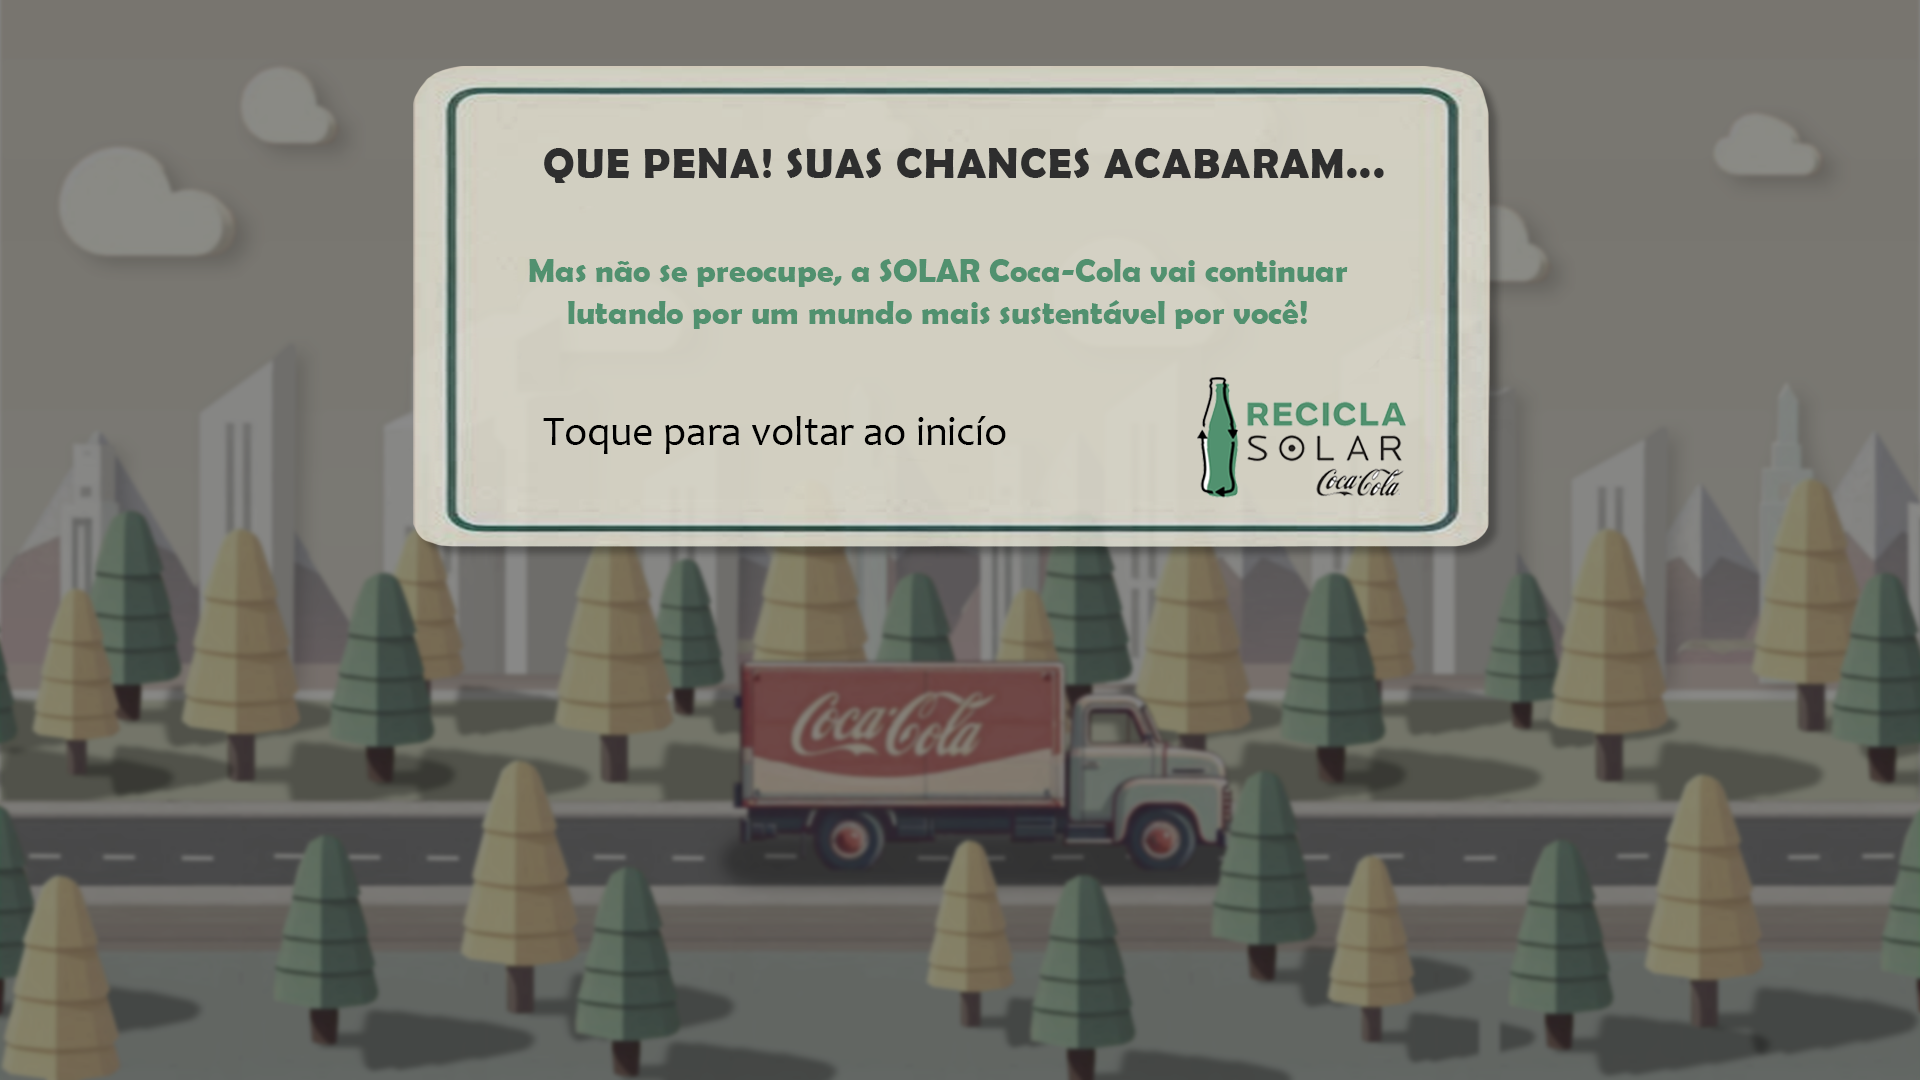 QUE PENA! SUAS CHANCES ACABARAM...
Mas não se preocupe, a SOLAR Coca-Cola vai continuar
lutando por um mundo mais sustentável por você!
Toque para voltar ao inicío
RECICLA
SOLAR
Coca-Cola
Coca-Cola